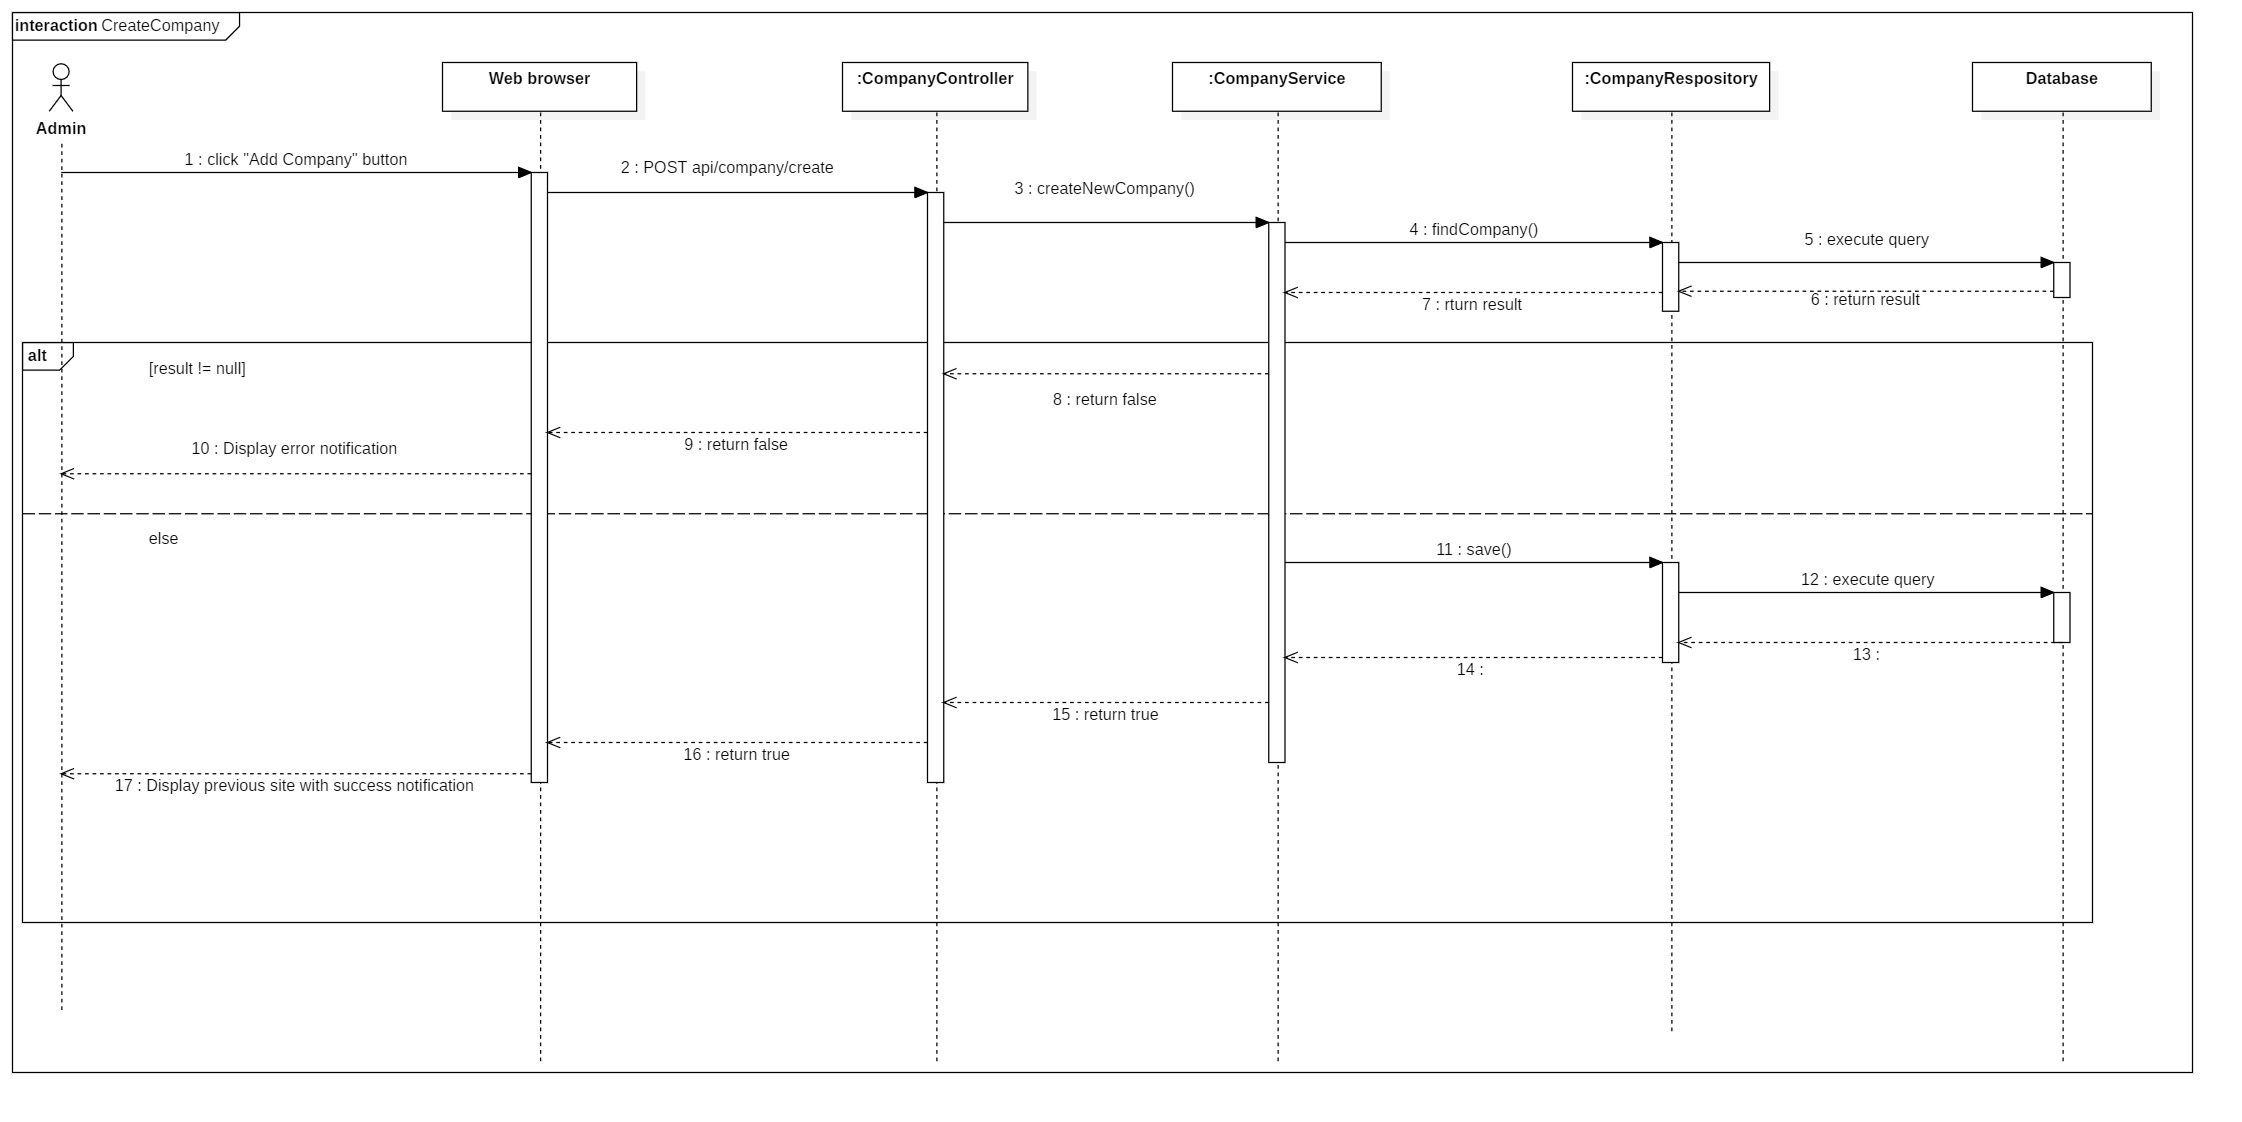 interaction CreateCompany
Admin
Web browser
:CompanyController
:CompanyService
:CompanyRespository
Database
1 : click "Add Company" button
2 : POST api/company/create
3 : createNewCompany()
4 : findCompany()
5 : execute query
6 : return result
7 : rturn result
alt
[result != null]
8 : return false
9 : return false
10 : Display error notification
else
11 : save()
12 : execute query
13 :
14 :
15 : return true
16 : return true
17 : Display previous site with success notification